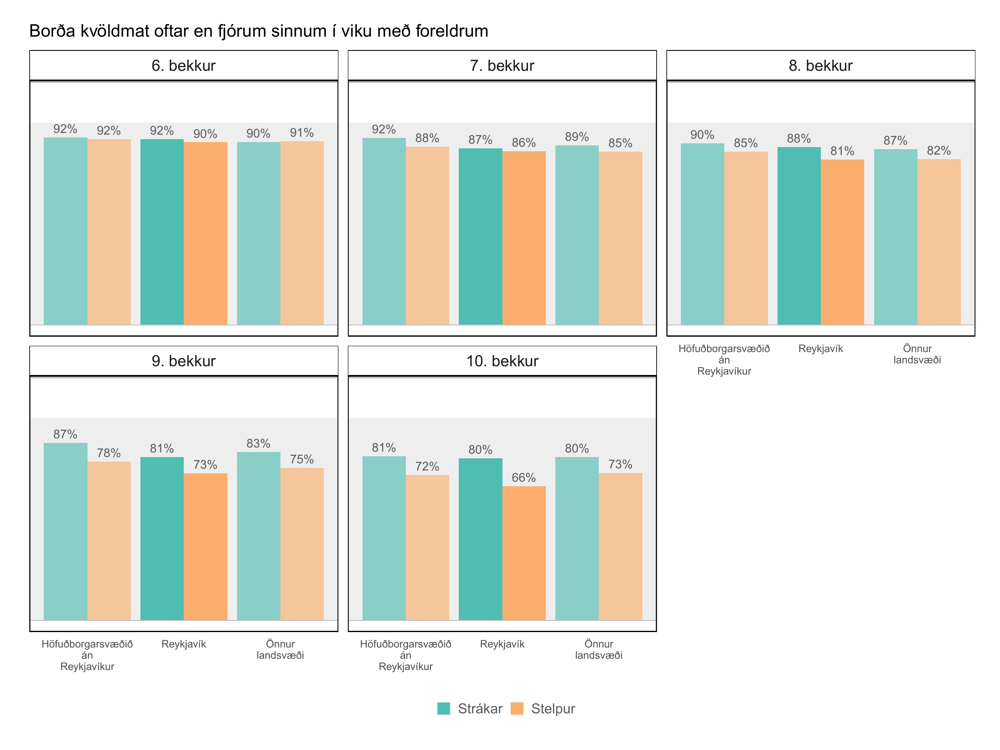 Borða kvöldmat oftar en fjórum sinnum í viku með foreldrum
6. bekkur
92% 92% 92% 90% 90% 91%
7. bekkur
92% 88% 87% 86% 89% 85%
8. bekkur
90% 85% 88% 81% 87% 82%
Höfuðborgarsvæðið
án
Reykjavíkur
Reykjavík
Önnur
landsvæði
9. bekkur
87% 78% 81% 73% 83% 75%
Höfuðborgarsvæðið
án
Reykjavíkur
Reykjavík
Önnur
landsvæði
10. bekkur
81% 72% 80% 66% 80% 73%
Höfuðborgarsvæðið
án
Reykjavíkur
Reykjavík
Önnur
landsvæði
Strákar Stelpur